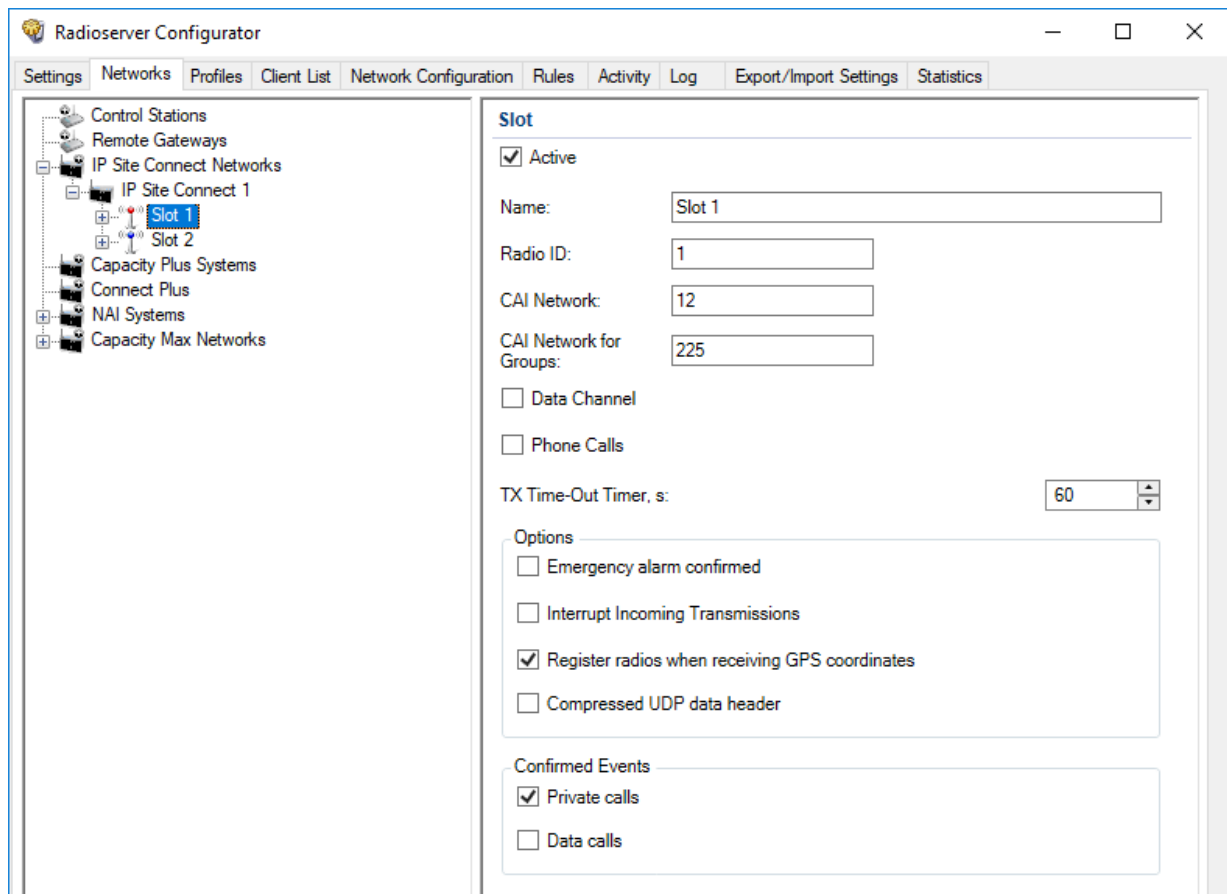 Radioserver Configurator
Settings Networks Profiles Client List Network Configuration Rules Activity Log Export/Import Settings Statistics
Control Stations
Remote Gateways
IP Site Connect Networks
IP Site Connect 1
Slot 1
Slot 2
Capacity Plus Systems
Connect Plus
NAI Systems
Capacity Max Networks
Slot
Active
Name: Slot 1
Radio ID: 1
CAI Network: 12
CAI Network for
Groups: 225
Data Channel
Phone Calls
TX Time-Out Timer, s: 60
Options
Emergency alarm confirmed
Interrupt Incoming Transmissions
Register radios when receiving GPS coordinates
Compressed UDP data header
Confirmed Events
Private calls
Data calls